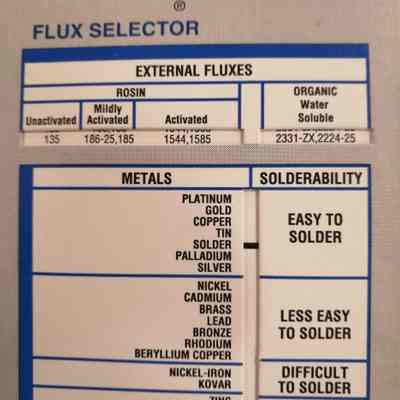 ®
FLUX SELECTOR
EXTERNAL FLUXES
ROSIN
ORGANIC
Water
Soluble
Unactivated
Mildly
Activated
Activated
135
186-25,185
1544,1585
2331-ZX,2224-25
METALS
SOLDERABILITY
PLATINUM
GOLD
COPPER
TIN
SOLDER
PALLADIUM
SILVER
EASY TO
SOLDER
NICKEL
CADMIUM
BRASS
LEAD
BRONZE
RHODIUM
BERYLLIUM COPPER
LESS EASY
TO SOLDER
NICKEL-IRON
KOVAR
DIFFICULT
TO SOLDER
ZINC